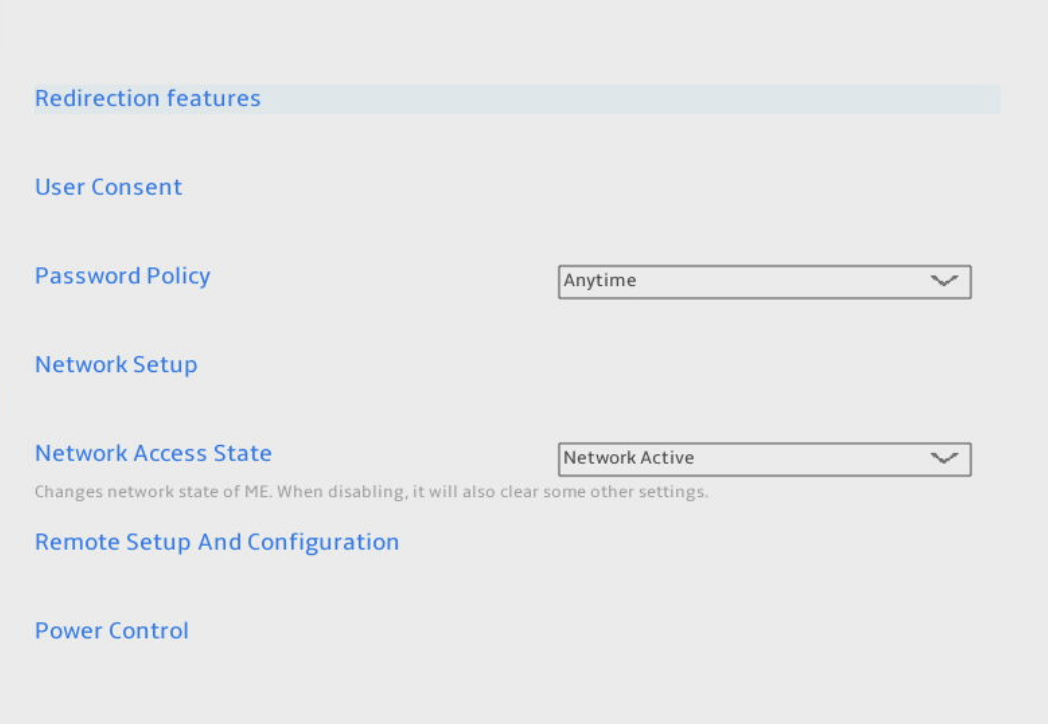 Redirection features
User Consent
Password Policy
Anytime
Network Setup
Network Access State
Network Active
Changes network state of ME. When disabling, it will also clear some other settings.
Remote Setup And Configuration
Power Control